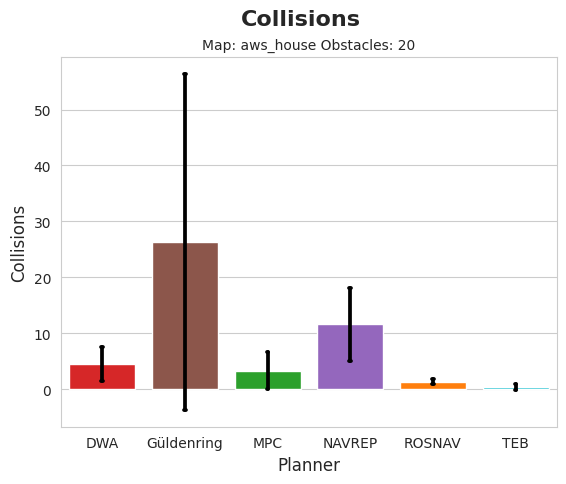 Collisions
Map: aws_house Obstacles: 20
50
40
30
20
10
0
Collisions
DWA Güldenring MPC NAVREP ROSNAV TEB
Planner